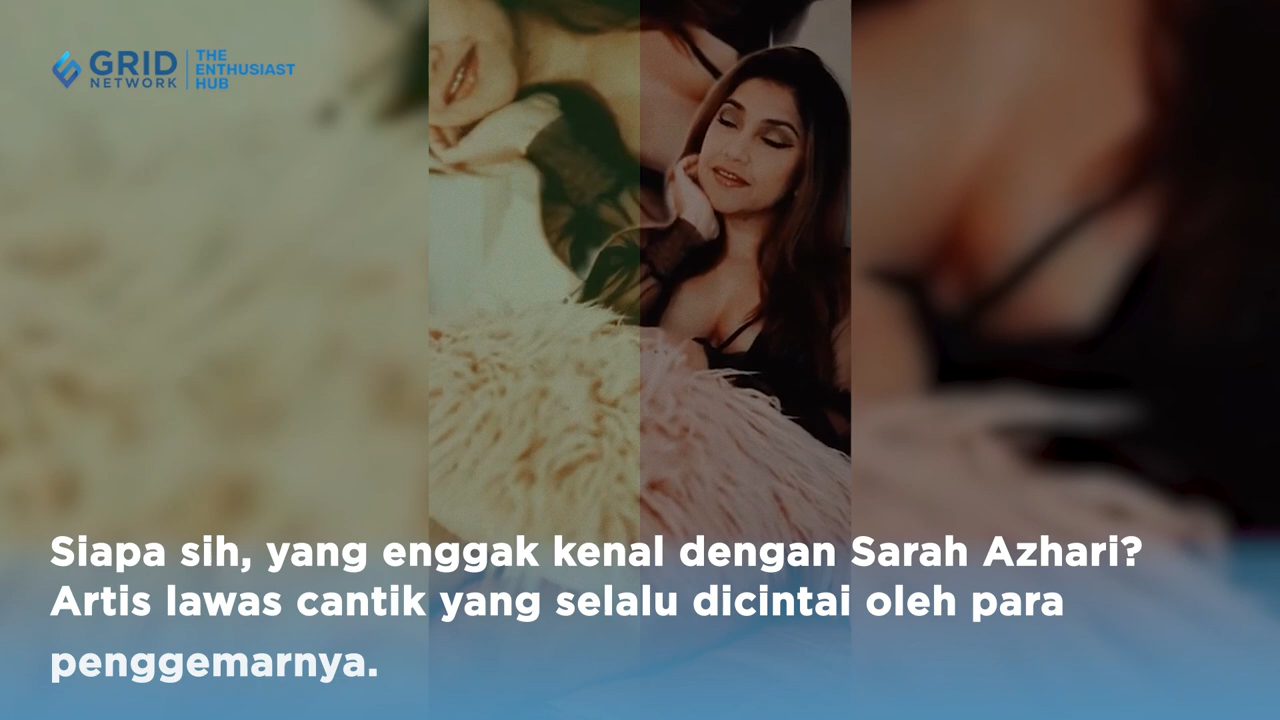 GRID
NETWORK
THE
ENTHUSIAST
HUB
Siapa sih, yang enggak kenal dengan Sarah Azhari?
Artis lawas cantik yang selalu dicintai oleh para
penggemarnya.